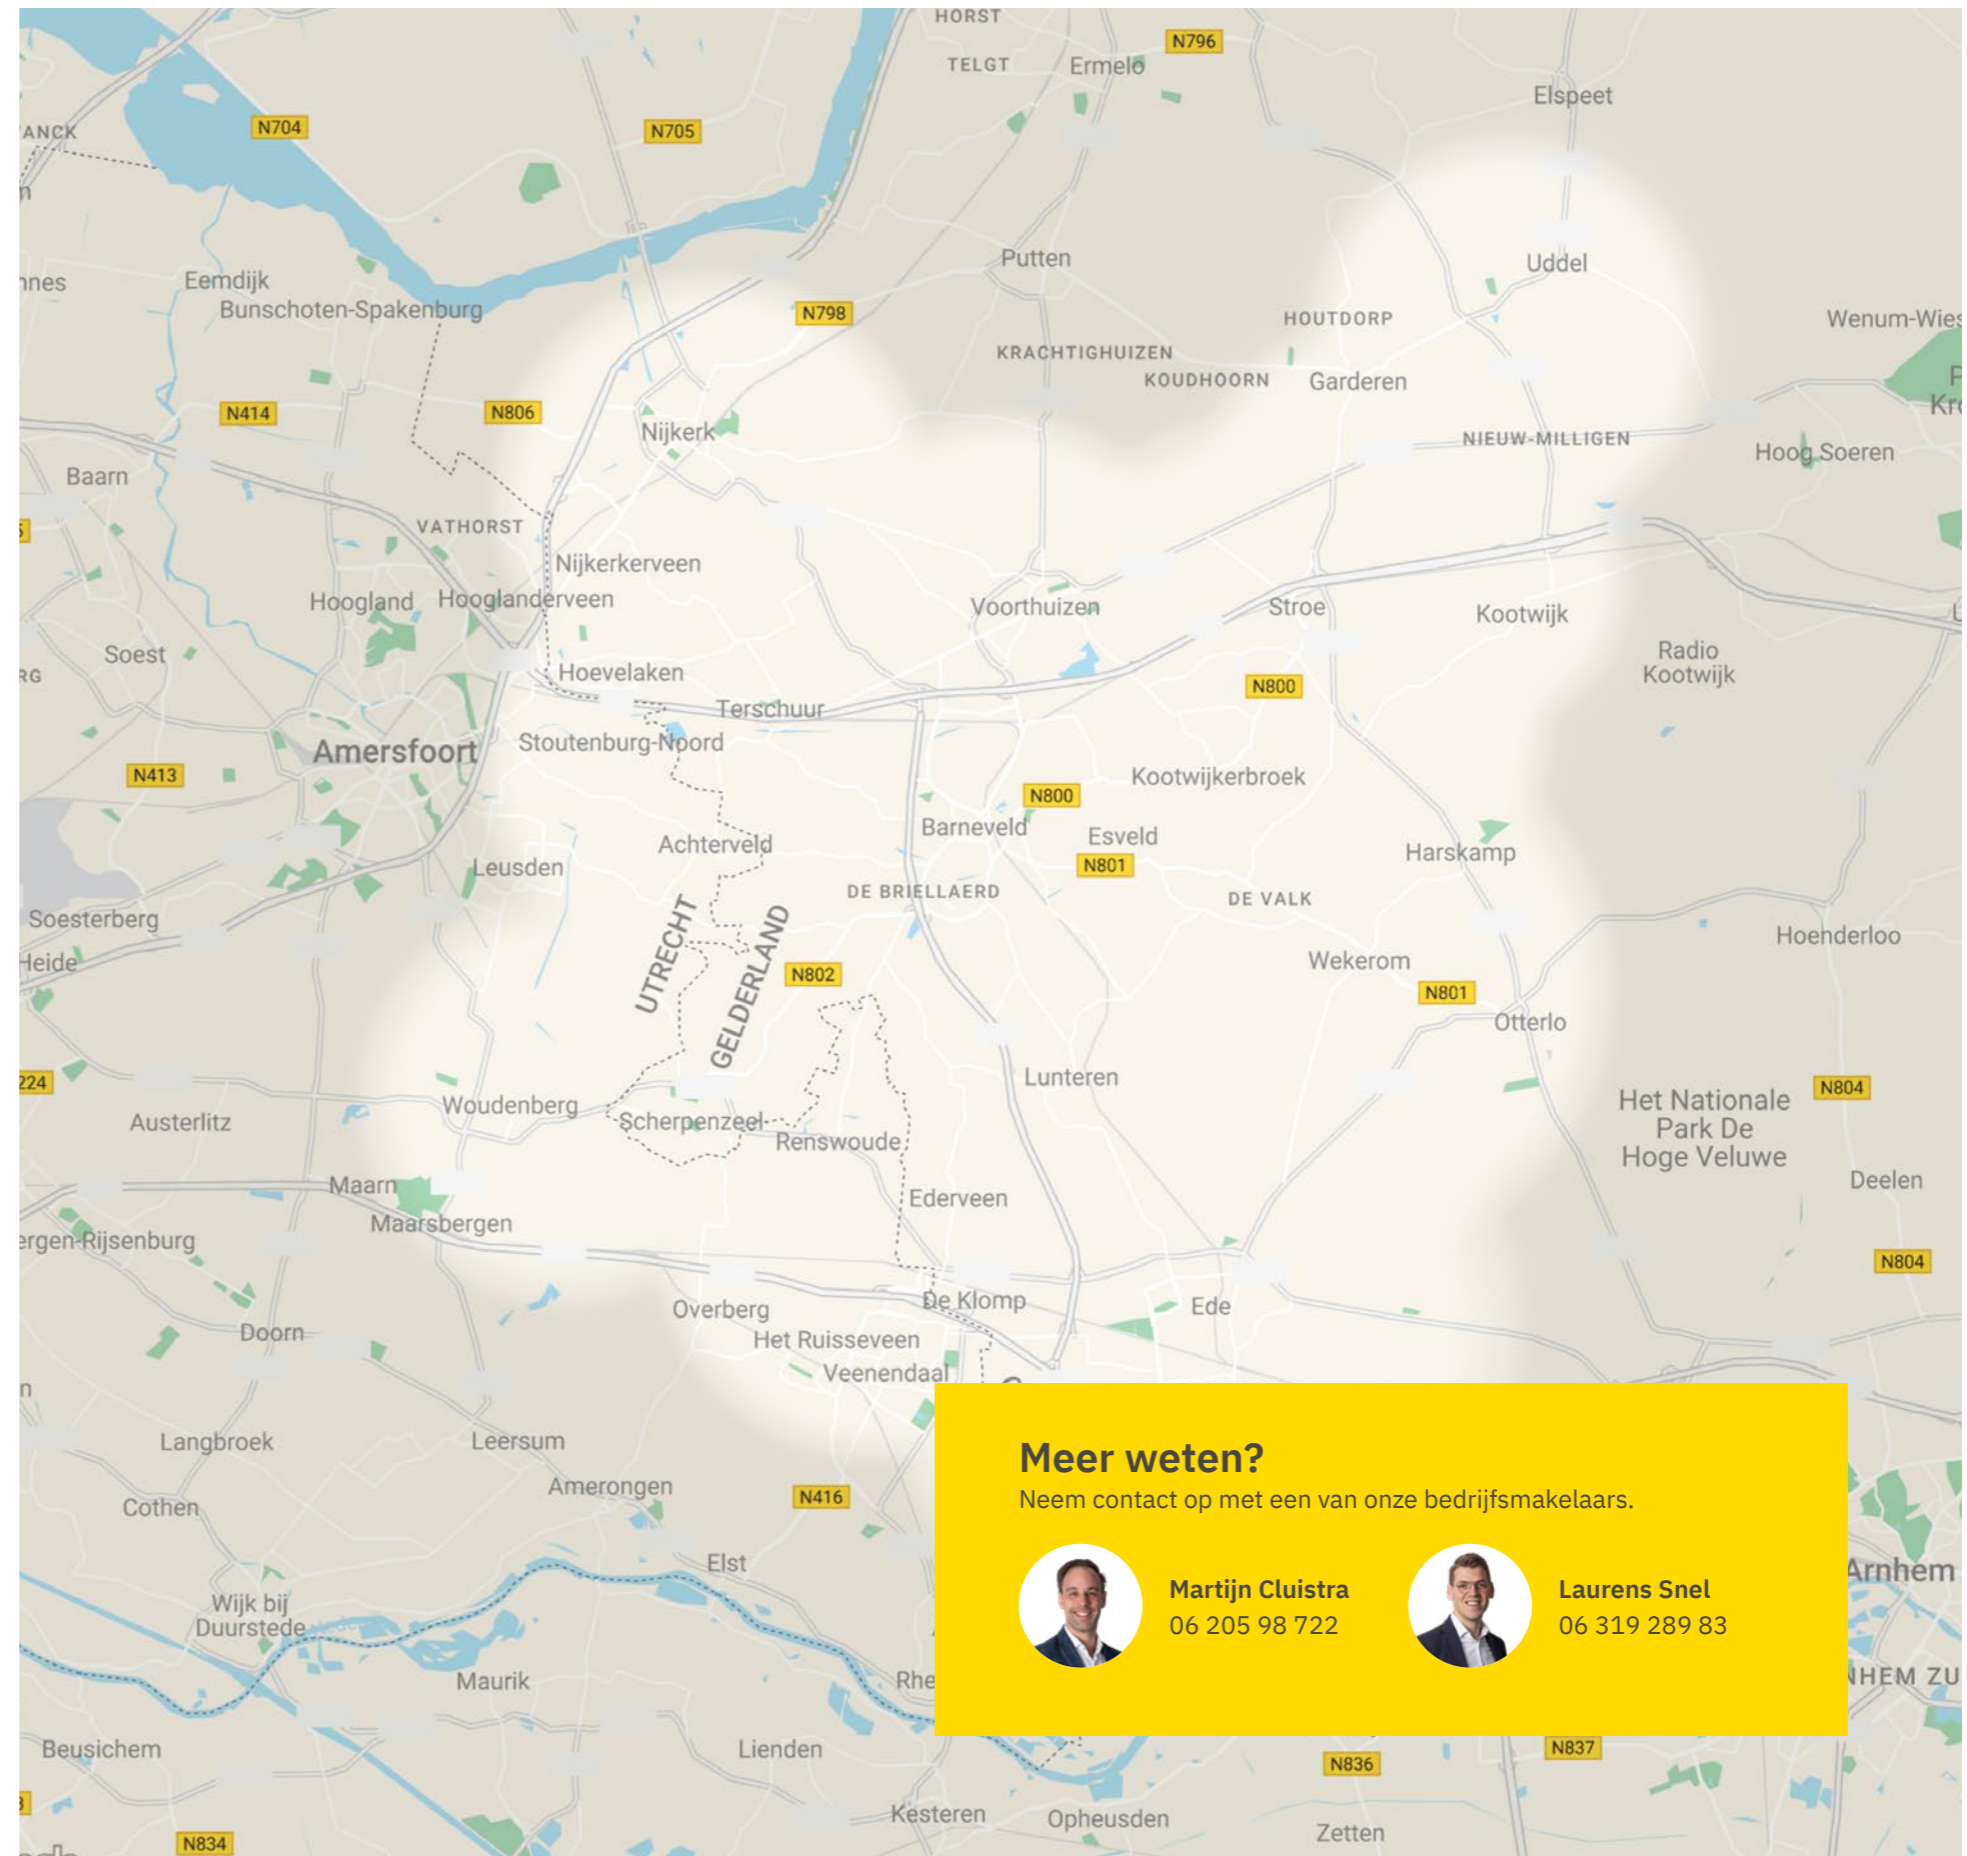 HORST
N796
TELGT
Ermelo
Elspeet
N704
N705
Putten
Uddel
Eemdijk
Bunschoten-Spakenburg
N798
HOUTDORP
Wenum-Wies
KRACHTIGHUIZEN
KOUDHOORN
Garderen
N414
N806
Nijkerk
NIEUW-MILLIGEN
Hoog Soeren
Baarn
VATHORST
Nijkerkerveen
Hoogland
Hooglanderveen
Voorthuizen
Stroe
Kootwijk
Soest
Hoevelaken
Radio
Kootwijk
N800
Terschuur
Stoutenburg-Noord
Amersfoort
N413
Kootwijkerbroek
N800
Barneveld
Esveld
Achterveld
Harskamp
Leusden
N801
DE BRIELLAERD
DE VALK
Soesterberg
UTRECHT
GELDERLAND
Hoenderloo
Wekerom
N802
N801
Otterlo
Lunteren
Woudenberg
Scherpenzeel
Renswoude
Austerlitz
Het Nationale
Park De
Hoge Veluwe
N804
Maarn
Maarsbergen
Ederveen
Deelen
ergen-Rijsenburg
N804
Overberg
De Klomp
Ede
Doorn
Het Ruisseveen
Veenendaal
Langbroek
Leersum
Amerongen
N416
Cothen
Elst
Wijk bij
Duurstede
Maurik
Rhe
Meer weten?
Neem contact op met een van onze bedrijfsmakelaars.
Martijn Cluistra
06 205 98 722
Laurens Snel
06 319 289 83
Arnhem
NHEM ZU
Beusichem
Lienden
N836
N837
Kesteren
Opheusden
Zetten
N834